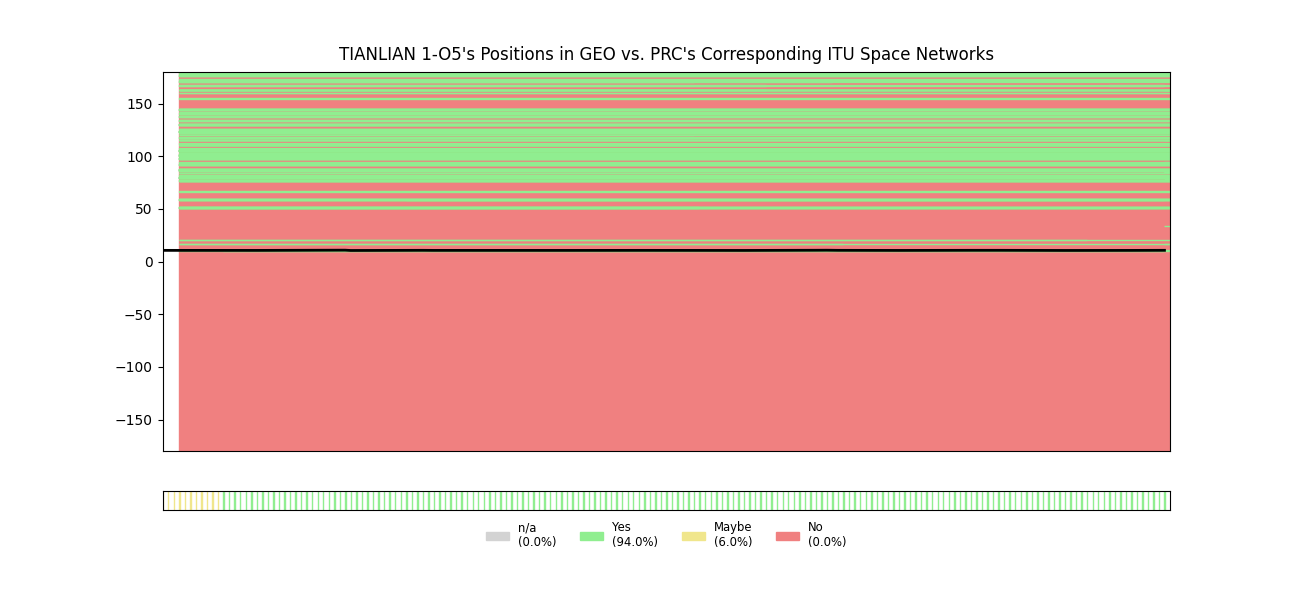 TIANLIAN 1-O5's Positions in GEO vs. PRC's Corresponding ITU Space Networks
150
100
50
0
−50
−100
−150
n/a
(0.0%)
Yes
(94.0%)
Maybe
(6.0%)
No
(0.0%)